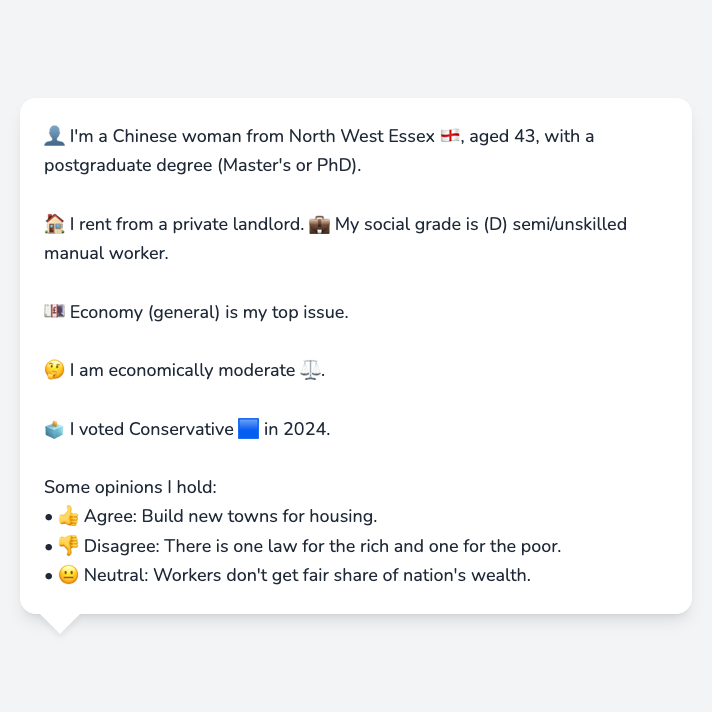 👤 I'm a Chinese woman from North West Essex 🏴󠁧󠁢󠁥󠁮󠁧󠁿, aged 43, with a
postgraduate degree (Master's or PhD).
🏠 I rent from a private landlord. 💼 My social grade is (D) semi/unskilled
manual worker.
💷 Economy (general) is my top issue.
🤔 I am economically moderate ⚖️.
🗳️ I voted Conservative 🟦 in 2024.
Some opinions I hold:
• 👍 Agree: Build new towns for housing.
• 👎 Disagree: There is one law for the rich and one for the poor.
• 😐 Neutral: Workers don't get fair share of nation's wealth.